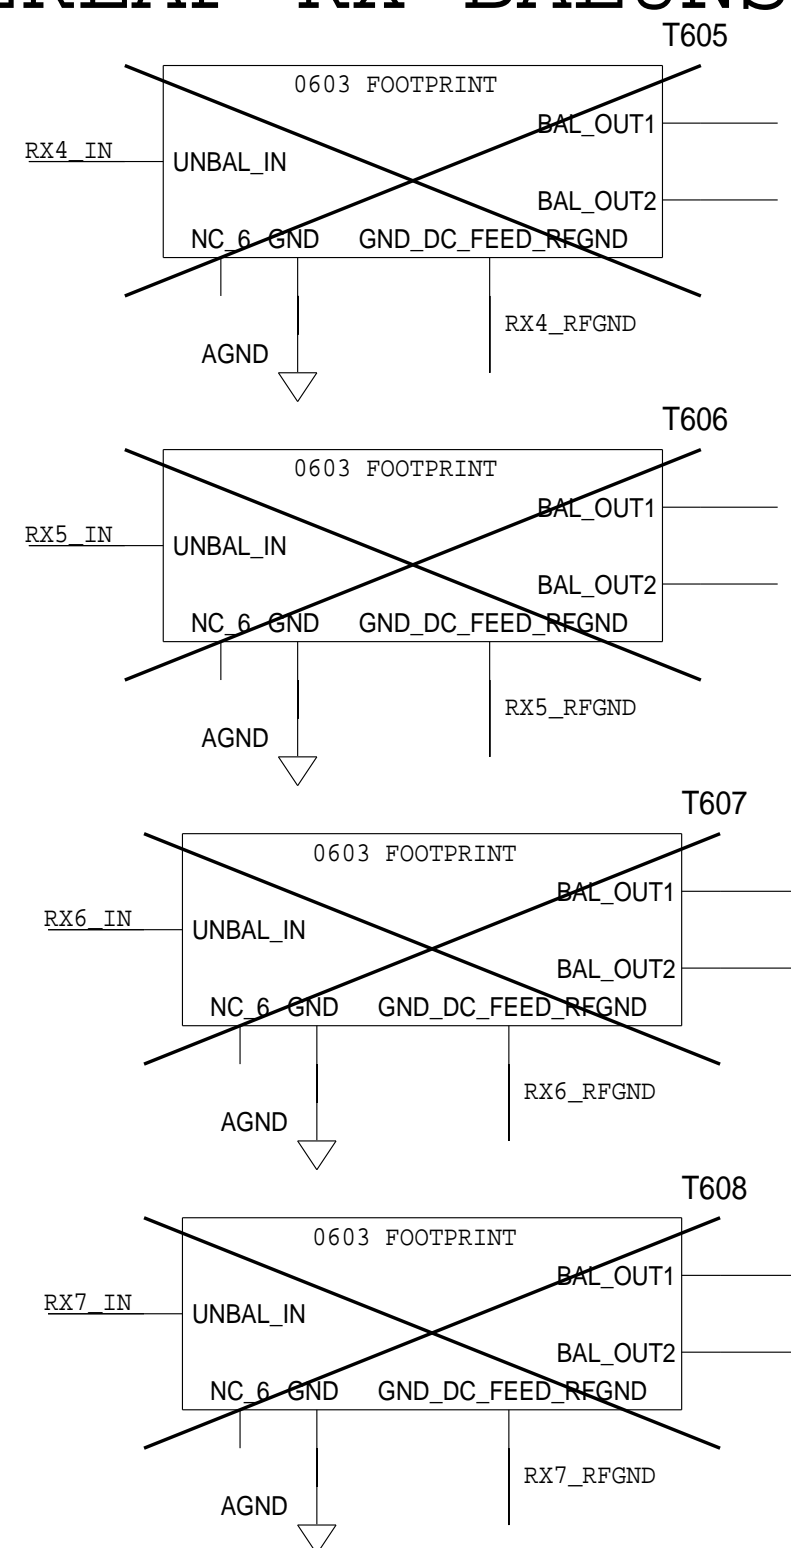 RX BALUNS
T605
0603 FOOTPRINT
BAL_OUT1
RX4_IN
UNBAL_IN
BAL_OUT2
NC_6 GND GND_DC_FEED_RFGND
RX4_RFGND
AGND
T606
0603 FOOTPRINT
BAL_OUT1
RX5_IN
UNBAL_IN
BAL_OUT2
NC_6 GND GND_DC_FEED_RFGND
RX5_RFGND
AGND
T607
0603 FOOTPRINT
BAL_OUT1
RX6_IN
UNBAL_IN
BAL_OUT2
NC_6 GND GND_DC_FEED_RFGND
RX6_RFGND
AGND
T608
0603 FOOTPRINT
BAL_OUT1
RX7_IN
UNBAL_IN
BAL_OUT2
NC_6 GND GND_DC_FEED_RFGND
RX7_RFGND
AGND